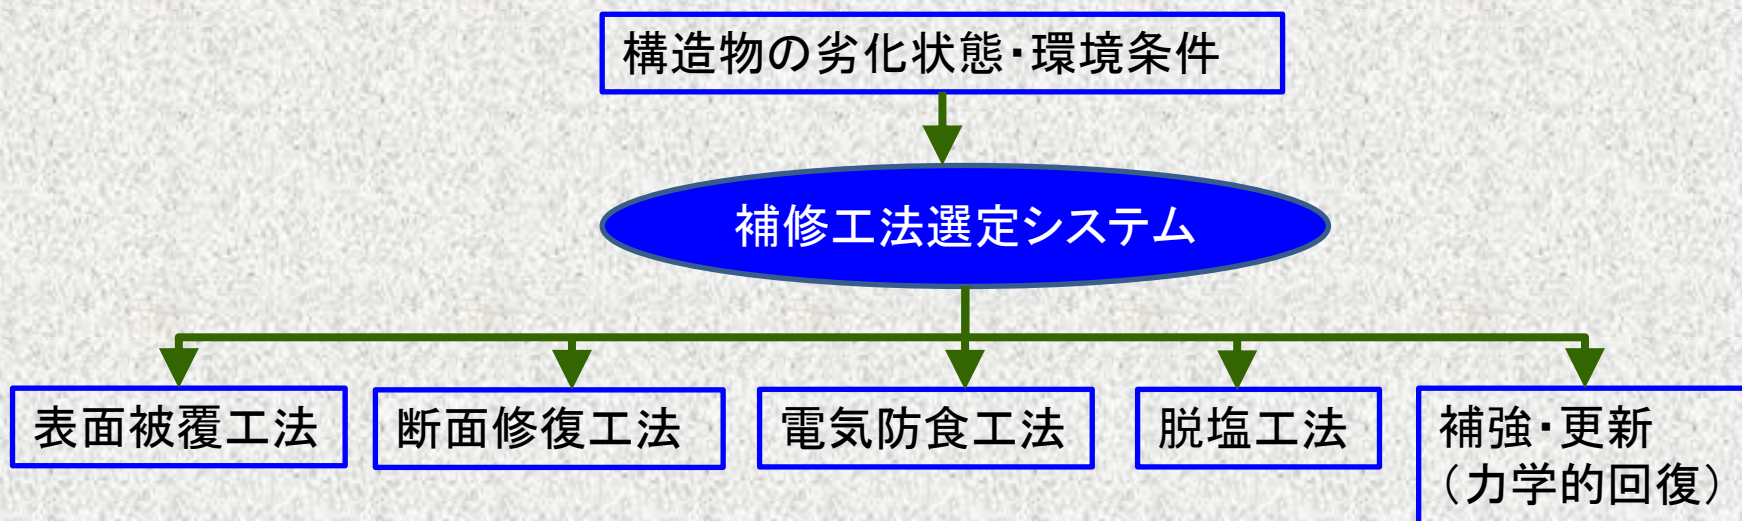 構造物の劣化状態・環境条件
補修工法選定システム
表面被覆工法
断面修復工法
電気防食工法
脱塩工法
補強・更新
（力学的回復）